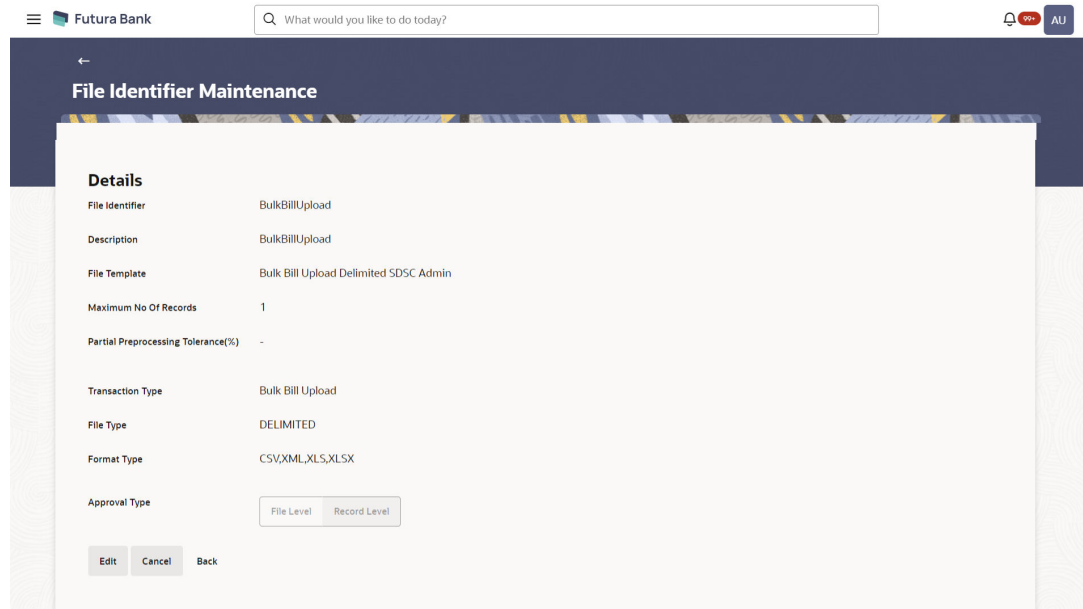 Futura Bank
What would you like to do today?
99+
AU
File Identifier Maintenance
Details
File Identifier BulkBillUpload
Description BulkBillUpload
File Template Bulk Bill Upload Delimited SDSC Admin
Maximum No Of Records 1
Partial Preprocessing Tolerance(%) -
Transaction Type Bulk Bill Upload
File Type DELIMITED
Format Type CSV,XML,XLS,XLSX
Approval Type File Level Record Level
Edit Cancel Back